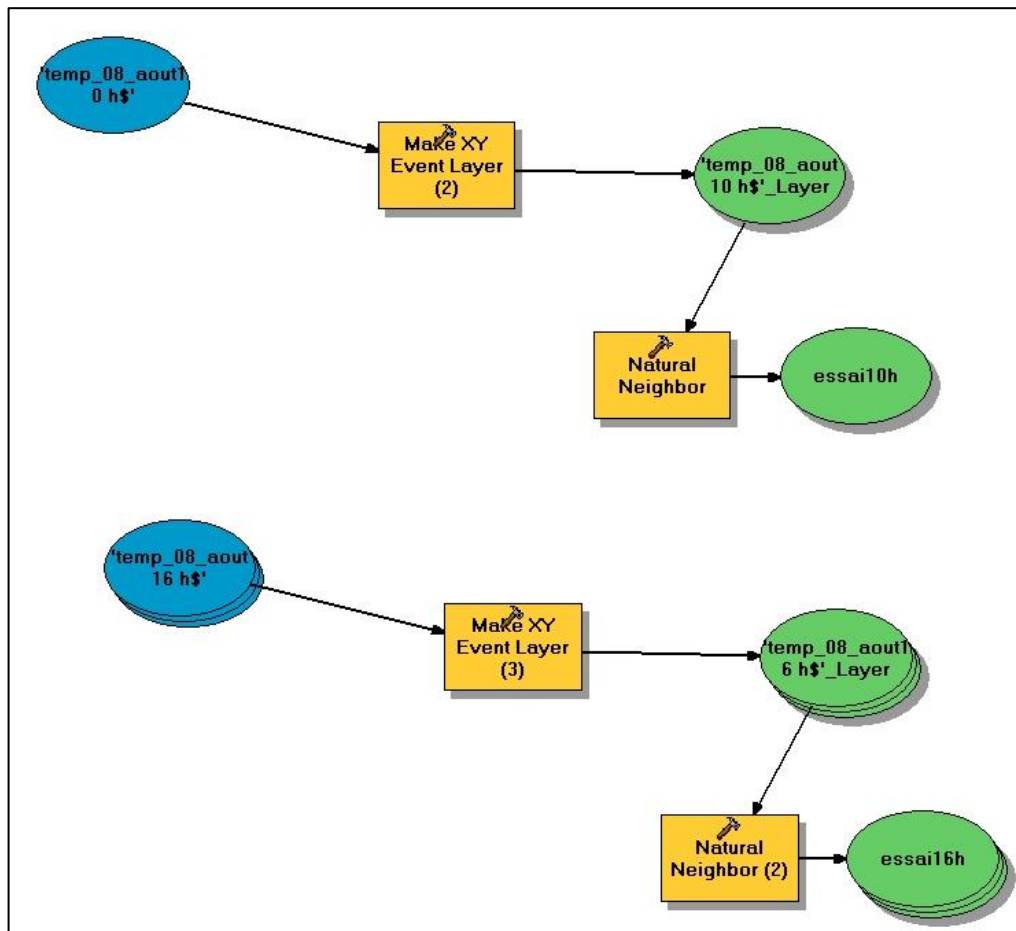 'temp_08_aout1
0 h$'
Make XY
Event Layer
(2)
'temp_08_aout
10 h$'_Layer
Natural
Neighbor
essai10h
'temp_08_aout
16 h$'
Make XY
Event Layer
(3)
'temp_08_aout1
6 h$'_Layer
Natural
Neighbor (2)
essai16h